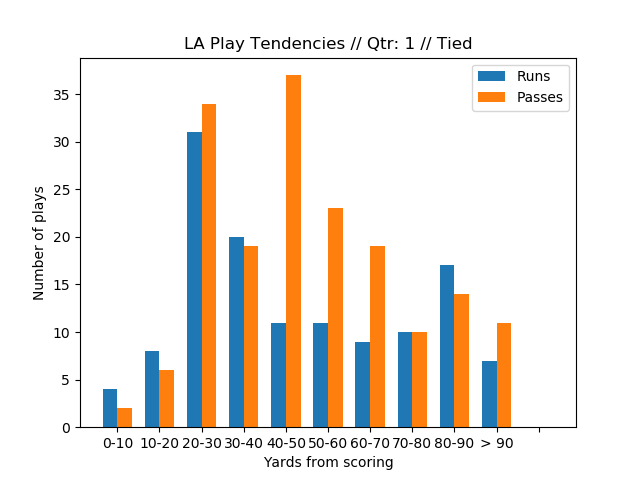 LA Play Tendencies // Qtr: 1 // Tied
Runs
Passes
Number of plays
35
30
25
20
15
10
5
0
0-10 10-20 20-30 30-40 40-50 50-60 60-70 70-80 80-90 > 90
Yards from scoring